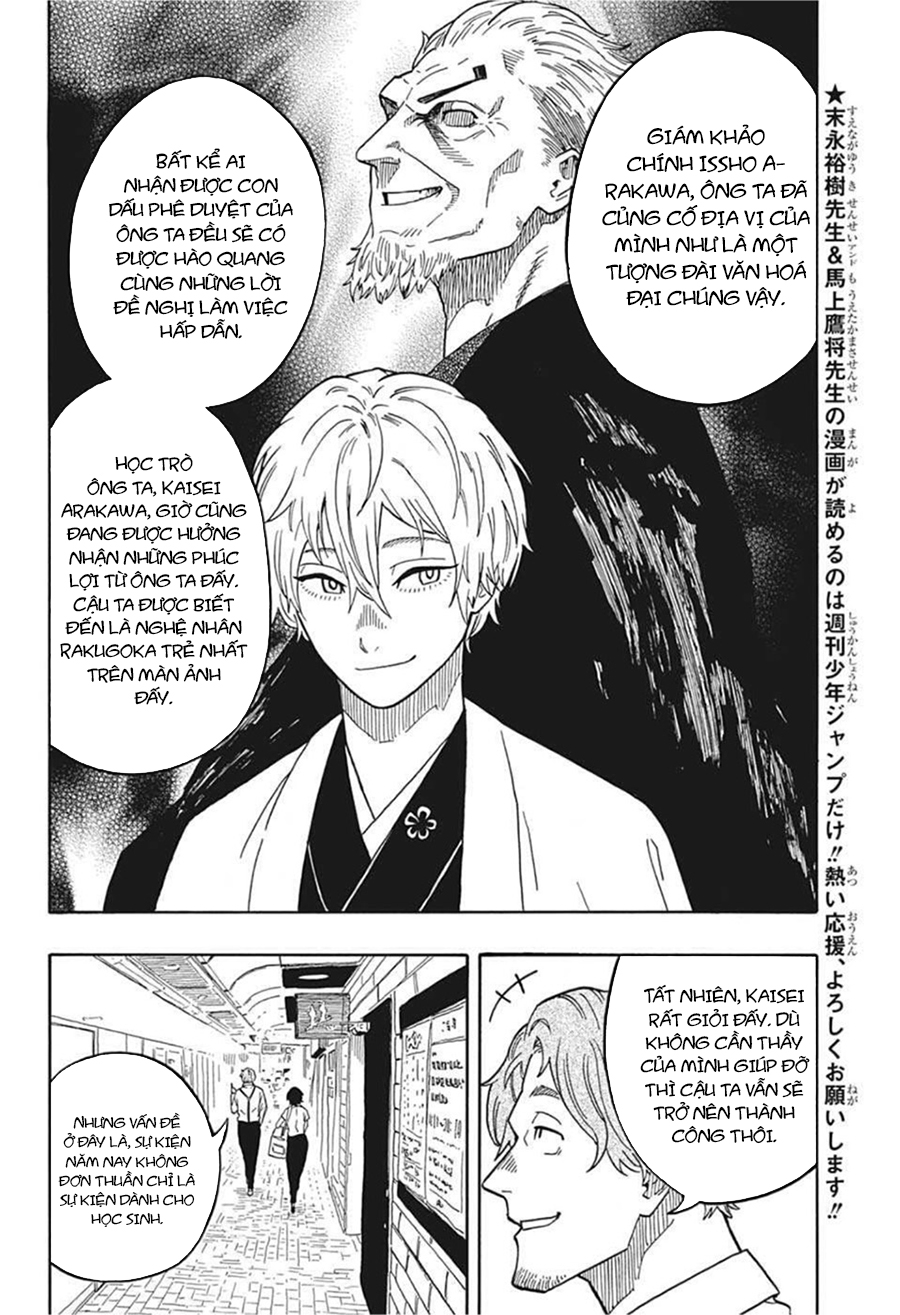 ★末永裕樹先生&馬上鷹将先生の漫画が読めるのは週刊少年ジャンプだけ!!熱い応援、よろしくお願いします!!
GIÁM KHẢO
CHÍNH ISSHO A-
RAKAWA, ÔNG TA ĐÃ
CỦNG CỐ ĐỊA VỊ CỦA
MÌNH NHƯ LÀ MỘT
TƯỢNG ĐÀI VĂN HOÁ
ĐẠI CHÚNG VẬY.
BẤT KỂ AI
NHẬN ĐƯỢC CON
DẤU PHÊ DUYỆT CỦA
ÔNG TA ĐỀU SẼ CÓ
ĐƯỢC HÀO QUANG
CÙNG NHỮNG LỜI
ĐỀ NGHỊ LÀM VIỆC
HẤP DẪN.
HỌC TRÒ
ÔNG TA, KAISEI
ARAKAWA, GIỜ CŨNG
ĐANG ĐƯỢC HƯỞNG
NHẬN NHỮNG PHÚC
LỢI TỪ ÔNG TA ĐẤY.
CẬU TA ĐƯỢC BIẾT
ĐẾN LÀ NGHỆ NHÂN
RAKUGOKA TRẺ NHẤT
TRÊN MÀN ẢNH
ĐẤY.
TẤT NHIÊN, KAISEI
RẤT GIỎI ĐẤY. DÙ
KHÔNG CẦN THẦY
CỦA MÌNH GIÚP ĐỠ
THÌ CẬU TA VẪN SẼ
TRỞ NÊN THÀNH
CÔNG THÔI.
NHƯNG VẤN ĐỀ
Ở ĐÂY LÀ, SỰ KIỆN
NĂM NAY KHÔNG
ĐƠN THUẦN CHỈ LÀ
SỰ KIỆN DÀNH CHO
HỌC SINH.